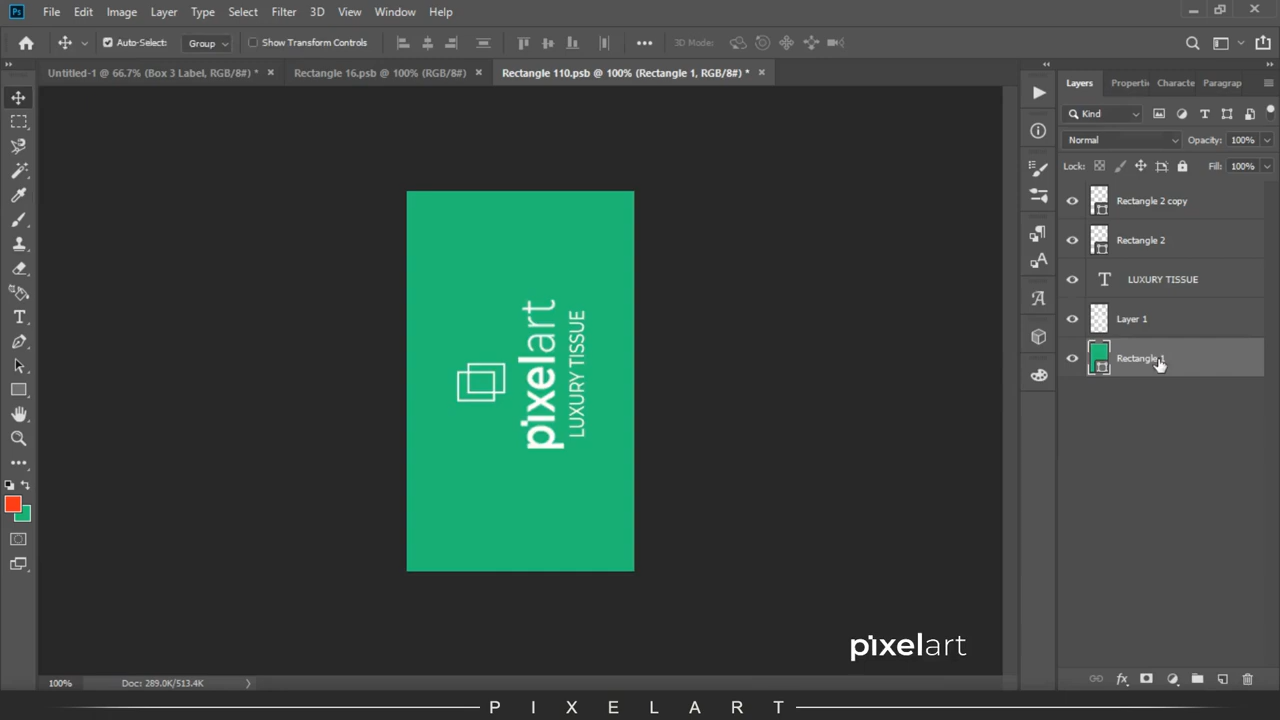 Ps File Edit Image Layer Type Select Filter 3D View Window Help
Auto-Select: Group Show Transform Controls 3D Mode:
Untitled-1 @ 66.7% (Box 3 Label, RGB/8#) * Rectangle 16.psb @ 100% (RGB/8#) Rectangle 110.psb @ 100% (Rectangle 1, RGB/8#) *
Layers Properti Characte Paragrap
Kind
Normal Opacity: 100%
Lock: Fill: 100%
Rectangle 2 copy
Rectangle 2
LUXURY TISSUE
Layer 1
Rectangle 1
pixelart
LUXURY TISSUE
pixelart
100% Doc: 289.0K/513.4K
PIXELART